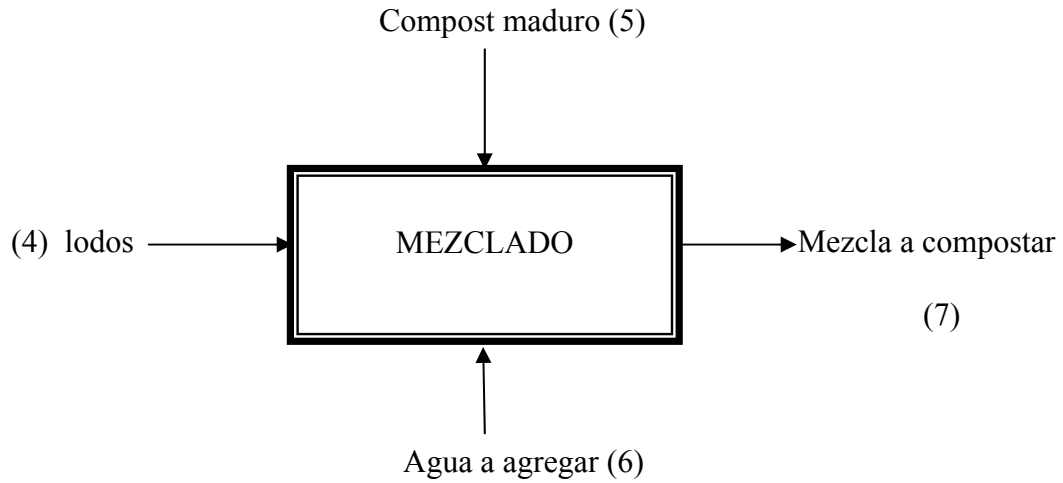 Compost maduro (5)
(4) lodos
MEZCLADO
Mezcla a compostar
(7)
Agua a agregar (6)